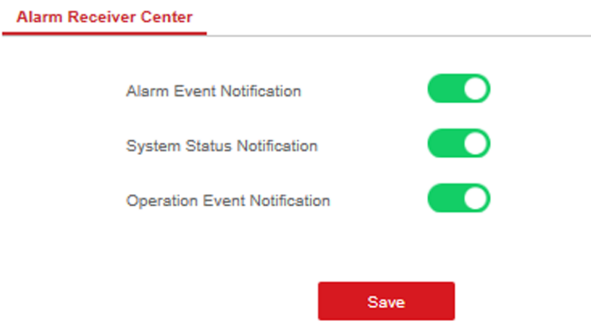 Alarm Receiver Center
Alarm Event Notification
System Status Notification
Operation Event Notification
Save